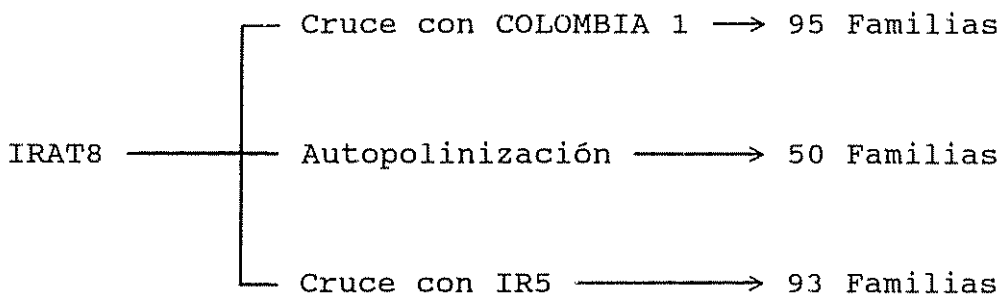 Cruce con COLOMBIA 1 → 95 Familias
IRAT8 Autopolinización → 50 Familias
Cruce con IR5 → 93 Familias